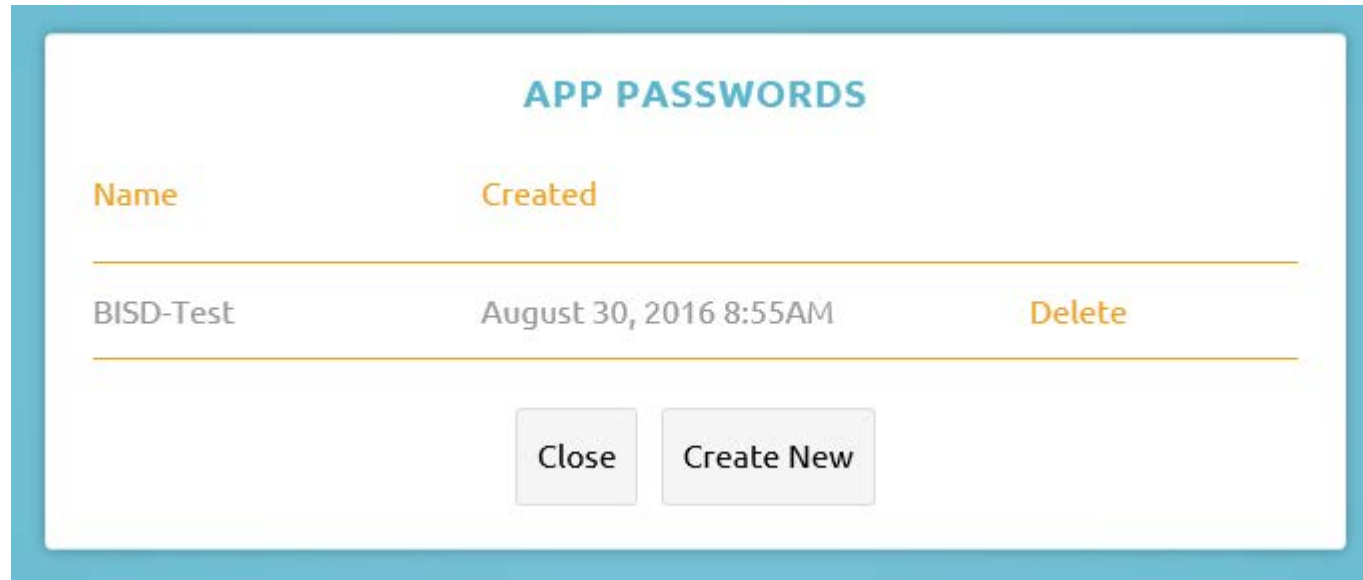 APP PASSWORDS
Name Created
BISD-Test August 30, 2016 8:55AM Delete
Close Create New